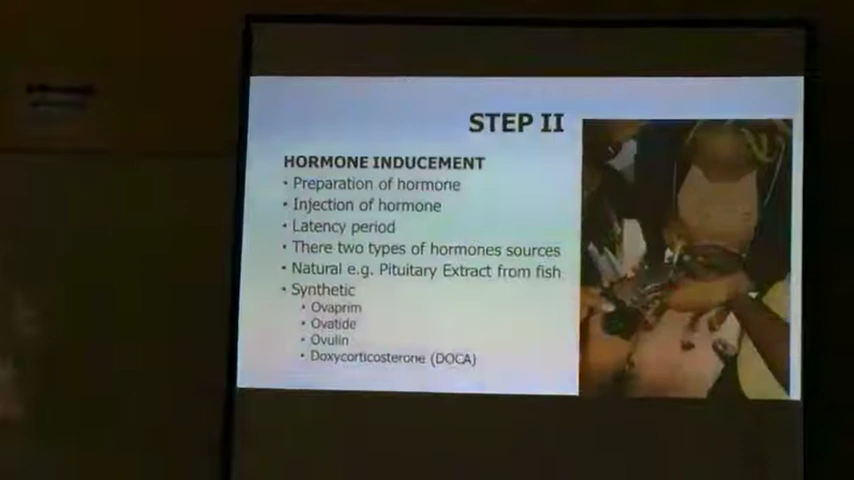 STEP II
HORMONE INDUCEMENT
• Preparation of hormone
• Injection of hormone
• Latency period
• There two types of hormones sources
• Natural e.g. Pituitary Extract from fish
• Synthetic
• Ovaprim
• Ovatide
• Ovulin
• Doxycorticosterone (DOCA)